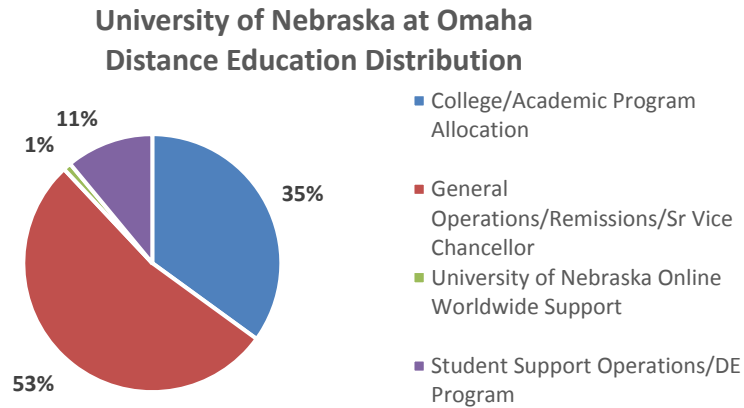 University of Nebraska at Omaha
Distance Education Distribution
11%
1%
35%
53%
College/Academic Program
Allocation
General
Operations/Remissions/Sr Vice
Chancellor
University of Nebraska Online
Worldwide Support
Student Support Operations/DE
Program